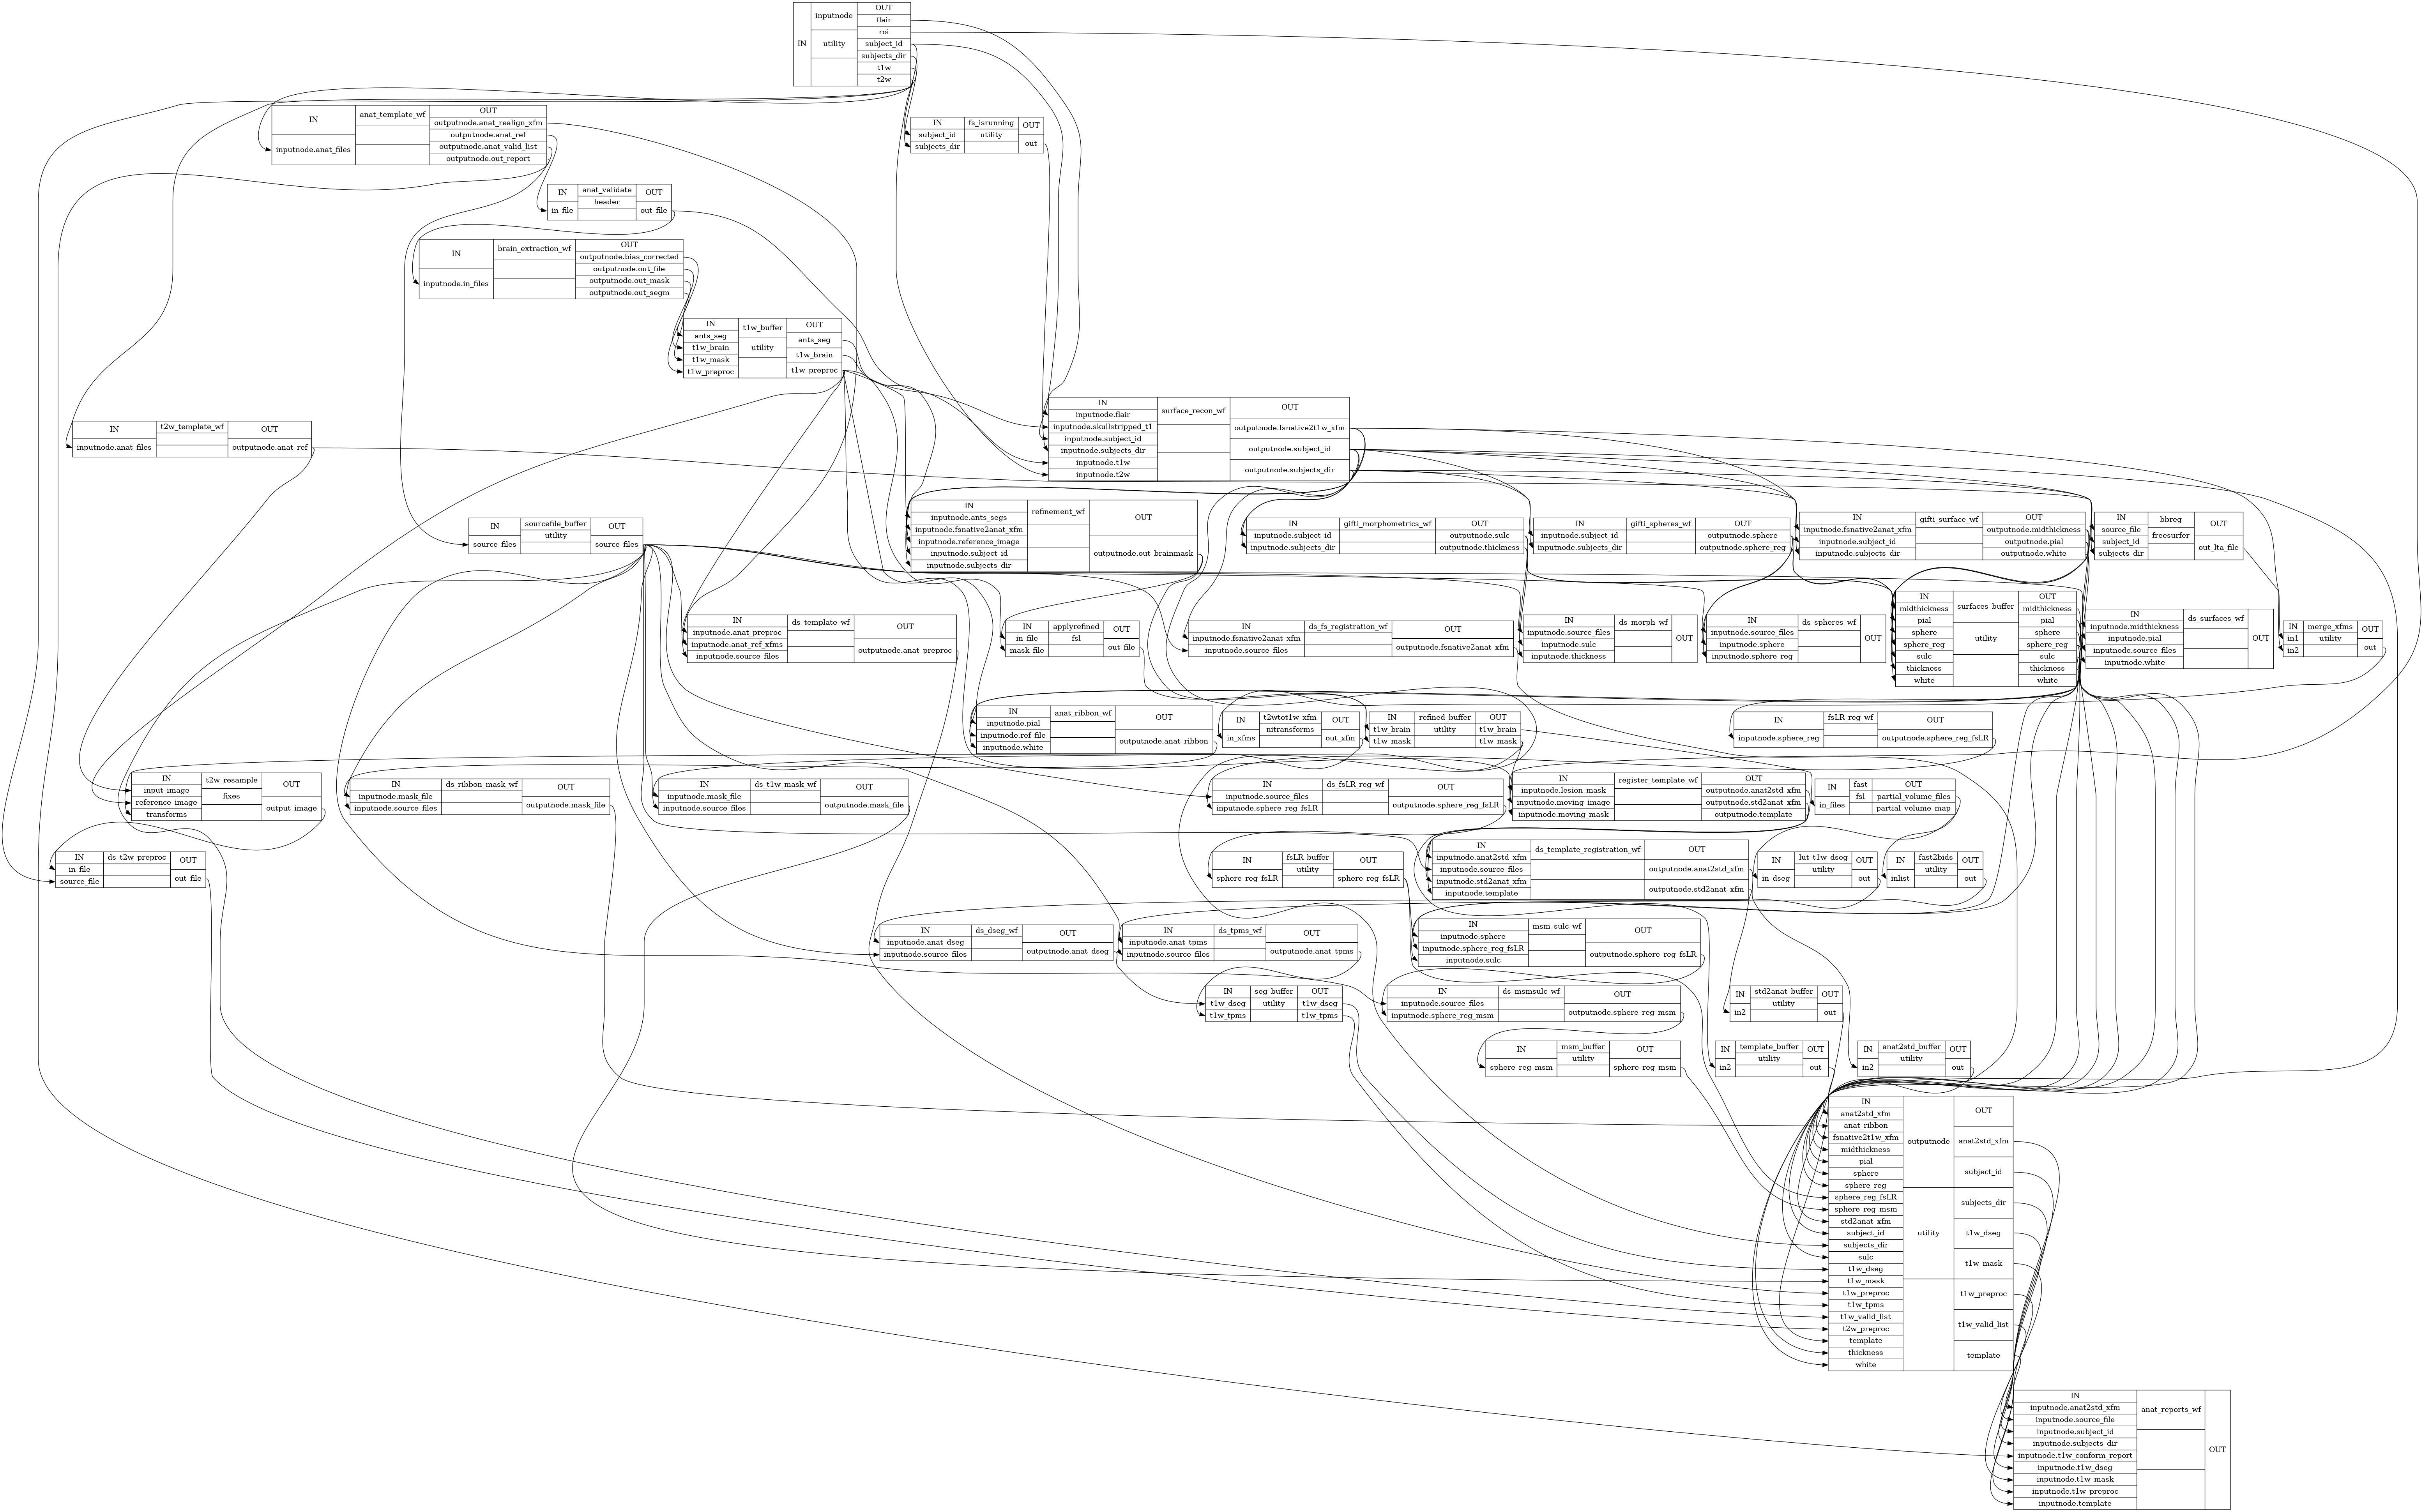 IN
inputnode
utility
OUT
flair
roi
subject_id
subjects_dir
t1w
t2w
IN
inputnode.anat_files
anat_template_wf
OUT
outputnode.anat_realign_xfm
outputnode.anat_ref
outputnode.anat_valid_list
outputnode.out_report
IN
subject_id
subjects_dir
fs_isrunning
utility
OUT
out
IN
in_file
anat_validate
header
OUT
out_file
IN
inputnode.in_files
brain_extraction_wf
OUT
outputnode.bias_corrected
outputnode.out_file
outputnode.out_mask
outputnode.out_segm
IN
ants_seg
t1w_brain
t1w_mask
t1w_preproc
t1w_buffer
utility
OUT
ants_seg
t1w_brain
t1w_preproc
IN
inputnode.flair
inputnode.skullstripped_t1
inputnode.subject_id
inputnode.subjects_dir
inputnode.t1w
inputnode.t2w
surface_recon_wf
OUT
outputnode.fsnative2t1w_xfm
outputnode.subject_id
outputnode.subjects_dir
IN
inputnode.anat_files
t2w_template_wf
OUT
outputnode.anat_ref
IN
source_files
sourcefile_buffer
utility
OUT
source_files
IN
inputnode.ants_segs
inputnode.fsnative2anat_xfm
inputnode.reference_image
inputnode.subject_id
inputnode.subjects_dir
refinement_wf
OUT
outputnode.out_brainmask
IN
inputnode.subject_id
inputnode.subjects_dir
gifti_morphometrics_wf
OUT
outputnode.sulc
outputnode.thickness
IN
inputnode.subject_id
inputnode.subjects_dir
gifti_spheres_wf
OUT
outputnode.sphere
outputnode.sphere_reg
IN
inputnode.fsnative2anat_xfm
inputnode.subject_id
inputnode.subjects_dir
gifti_surface_wf
OUT
outputnode.midthickness
outputnode.pial
outputnode.white
IN
source_file
subject_id
subjects_dir
bbreg
freesurfer
OUT
out_lta_file
IN
inputnode.anat_preproc
inputnode.anat_ref_xfms
inputnode.source_files
ds_template_wf
OUT
outputnode.anat_preproc
IN
in_file
mask_file
applyrefined
fsl
OUT
out_file
IN
inputnode.fsnative2anat_xfm
inputnode.source_files
ds_fs_registration_wf
OUT
outputnode.fsnative2anat_xfm
IN
inputnode.source_files
inputnode.sulc
inputnode.thickness
ds_morph_wf
OUT
IN
inputnode.source_files
inputnode.sphere
inputnode.sphere_reg
ds_spheres_wf
OUT
IN
midthickness
pial
sphere
sphere_reg
sulc
thickness
white
surfaces_buffer
utility
OUT
midthickness
pial
sphere
sphere_reg
sulc
thickness
white
IN
inputnode.midthickness
inputnode.pial
inputnode.source_files
inputnode.white
ds_surfaces_wf
OUT
IN
in1
in2
merge_xfms
utility
OUT
out
IN
inputnode.pial
inputnode.ref_file
inputnode.white
anat_ribbon_wf
OUT
outputnode.anat_ribbon
IN
in_xfms
t2wtot1w_xfm
nitransforms
OUT
out_xfm
IN
t1w_brain
t1w_mask
refined_buffer
utility
OUT
t1w_brain
t1w_mask
IN
inputnode.sphere_reg
fsLR_reg_wf
OUT
outputnode.sphere_reg_fsLR
IN
input_image
reference_image
transforms
t2w_resample
fixes
OUT
output_image
IN
inputnode.mask_file
inputnode.source_files
ds_ribbon_mask_wf
OUT
outputnode.mask_file
IN
inputnode.mask_file
inputnode.source_files
ds_t1w_mask_wf
OUT
outputnode.mask_file
IN
inputnode.source_files
inputnode.sphere_reg_fsLR
ds_fsLR_reg_wf
OUT
outputnode.sphere_reg_fsLR
IN
inputnode.lesion_mask
inputnode.moving_image
inputnode.moving_mask
register_template_wf
OUT
outputnode.anat2std_xfm
outputnode.std2anat_xfm
outputnode.template
IN
in_files
fast
fsl
OUT
partial_volume_files
partial_volume_map
IN
in_file
source_file
ds_t2w_preproc
OUT
out_file
IN
sphere_reg_fsLR
fsLR_buffer
utility
OUT
sphere_reg_fsLR
IN
inputnode.anat2std_xfm
inputnode.source_files
inputnode.std2anat_xfm
inputnode.template
ds_template_registration_wf
OUT
outputnode.anat2std_xfm
outputnode.std2anat_xfm
IN
in_dseg
lut_t1w_dseg
utility
OUT
out
IN
inlist
fast2bids
utility
OUT
out
IN
inputnode.anat_dseg
inputnode.source_files
ds_dseg_wf
OUT
outputnode.anat_dseg
IN
inputnode.anat_tpms
inputnode.source_files
ds_tpms_wf
OUT
outputnode.anat_tpms
IN
inputnode.sphere
inputnode.sphere_reg_fsLR
inputnode.sulc
msm_sulc_wf
OUT
outputnode.sphere_reg_fsLR
IN
t1w_dseg
t1w_tpms
seg_buffer
utility
OUT
t1w_dseg
t1w_tpms
IN
inputnode.source_files
inputnode.sphere_reg_msm
ds_msmsulc_wf
OUT
outputnode.sphere_reg_msm
IN
in2
std2anat_buffer
utility
OUT
out
IN
sphere_reg_msm
msm_buffer
utility
OUT
sphere_reg_msm
IN
in2
template_buffer
utility
OUT
out
IN
in2
anat2std_buffer
utility
OUT
out
IN
anat2std_xfm
anat_ribbon
fsnative2t1w_xfm
midthickness
pial
sphere
sphere_reg
sphere_reg_fsLR
sphere_reg_msm
std2anat_xfm
subject_id
subjects_dir
sulc
t1w_dseg
t1w_mask
t1w_preproc
t1w_tpms
t1w_valid_list
t2w_preproc
template
thickness
white
outputnode
utility
OUT
anat2std_xfm
subject_id
subjects_dir
t1w_dseg
t1w_mask
t1w_preproc
t1w_valid_list
template
IN
inputnode.anat2std_xfm
inputnode.source_file
inputnode.subject_id
inputnode.subjects_dir
inputnode.t1w_conform_report
inputnode.t1w_dseg
inputnode.t1w_mask
inputnode.t1w_preproc
inputnode.template
anat_reports_wf
OUT